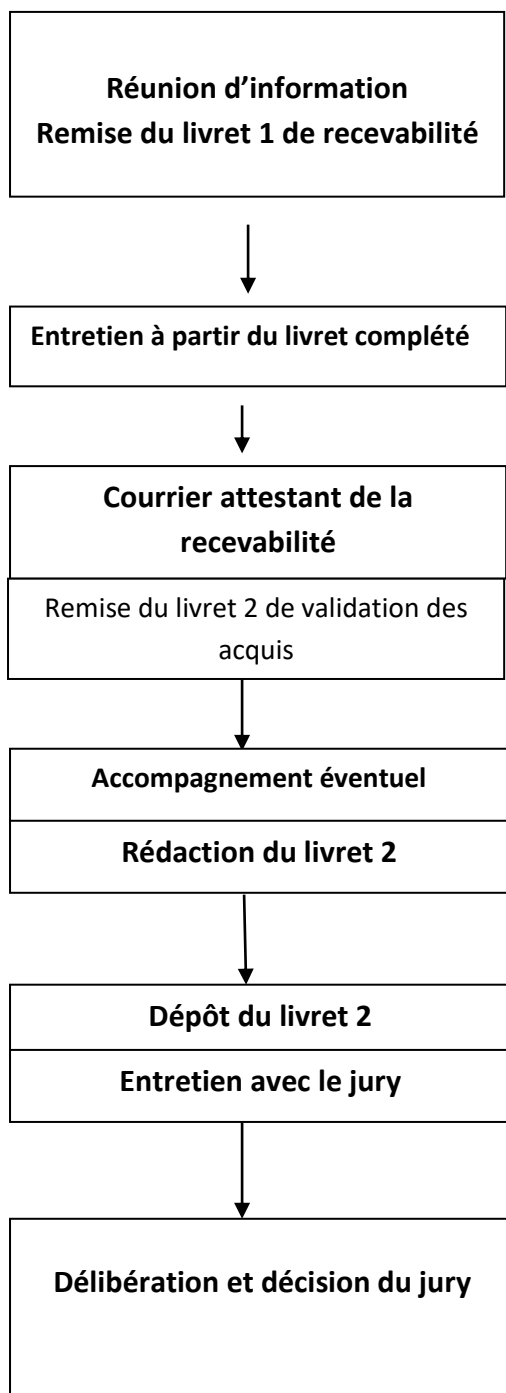 Réunion d’information
Remise du livret 1 de recevabilité
Entretien à partir du livret complété
Courrier attestant de la
recevabilité
Remise du livret 2 de validation des
acquis
Accompagnement éventuel
Rédaction du livret 2
Dépôt du livret 2
Entretien avec le jury
Délibération et décision du jury